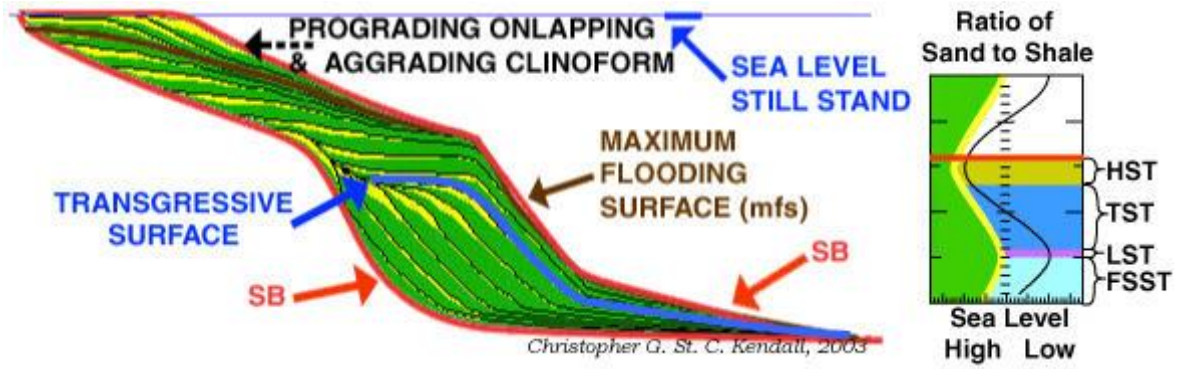 PROGRADING ONLAPPING
& AGGRADING CLINOFORM
SEA LEVEL
STILL STAND
MAXIMUM
FLOODING
SURFACE (mfs)
TRANSGRESSIVE
SURFACE
SB
SB
Christopher G. St. C. Kendall, 2003
Ratio of
Sand to Shale
HST
TST
LST
FSST
Sea Level
High Low